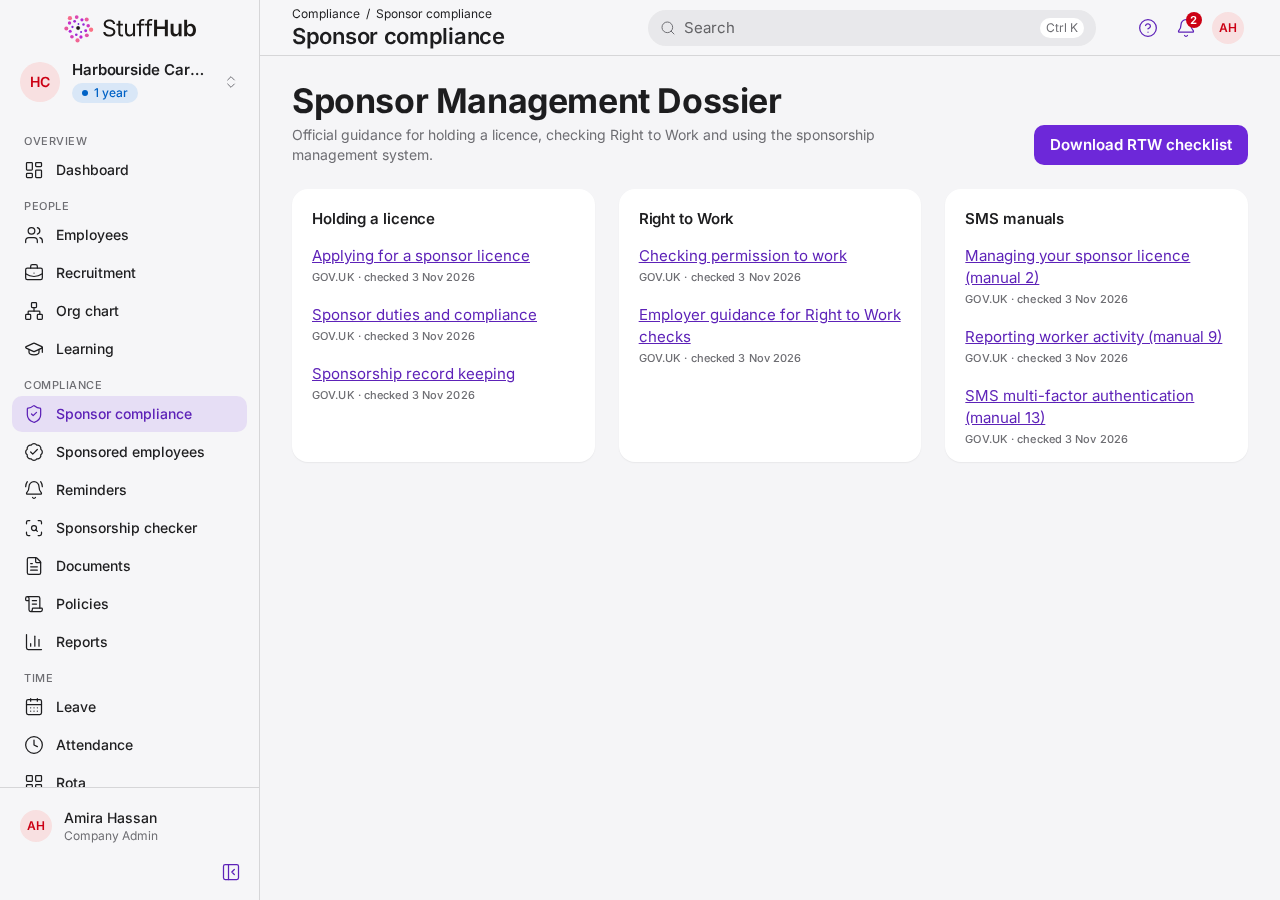 StuffHub
HC
Harbourside Car...
1 year
OVERVIEW
Dashboard
PEOPLE
Employees
Recruitment
Org chart
Learning
COMPLIANCE
Sponsor compliance
Sponsored employees
Reminders
Sponsorship checker
Documents
Policies
Reports
TIME
Leave
Attendance
Rota
AH
Amira Hassan
Company Admin
Compliance / Sponsor compliance
Sponsor compliance
Search
Ctrl K
2
AH
Sponsor Management Dossier
Official guidance for holding a licence, checking Right to Work and using the sponsorship
management system.
Download RTW checklist
Holding a licence
Applying for a sponsor licence
GOV.UK · checked 3 Nov 2026
Sponsor duties and compliance
GOV.UK · checked 3 Nov 2026
Sponsorship record keeping
GOV.UK · checked 3 Nov 2026
Right to Work
Checking permission to work
GOV.UK · checked 3 Nov 2026
Employer guidance for Right to Work
checks
GOV.UK · checked 3 Nov 2026
SMS manuals
Managing your sponsor licence
(manual 2)
GOV.UK · checked 3 Nov 2026
Reporting worker activity (manual 9)
GOV.UK · checked 3 Nov 2026
SMS multi-factor authentication
(manual 13)
GOV.UK · checked 3 Nov 2026